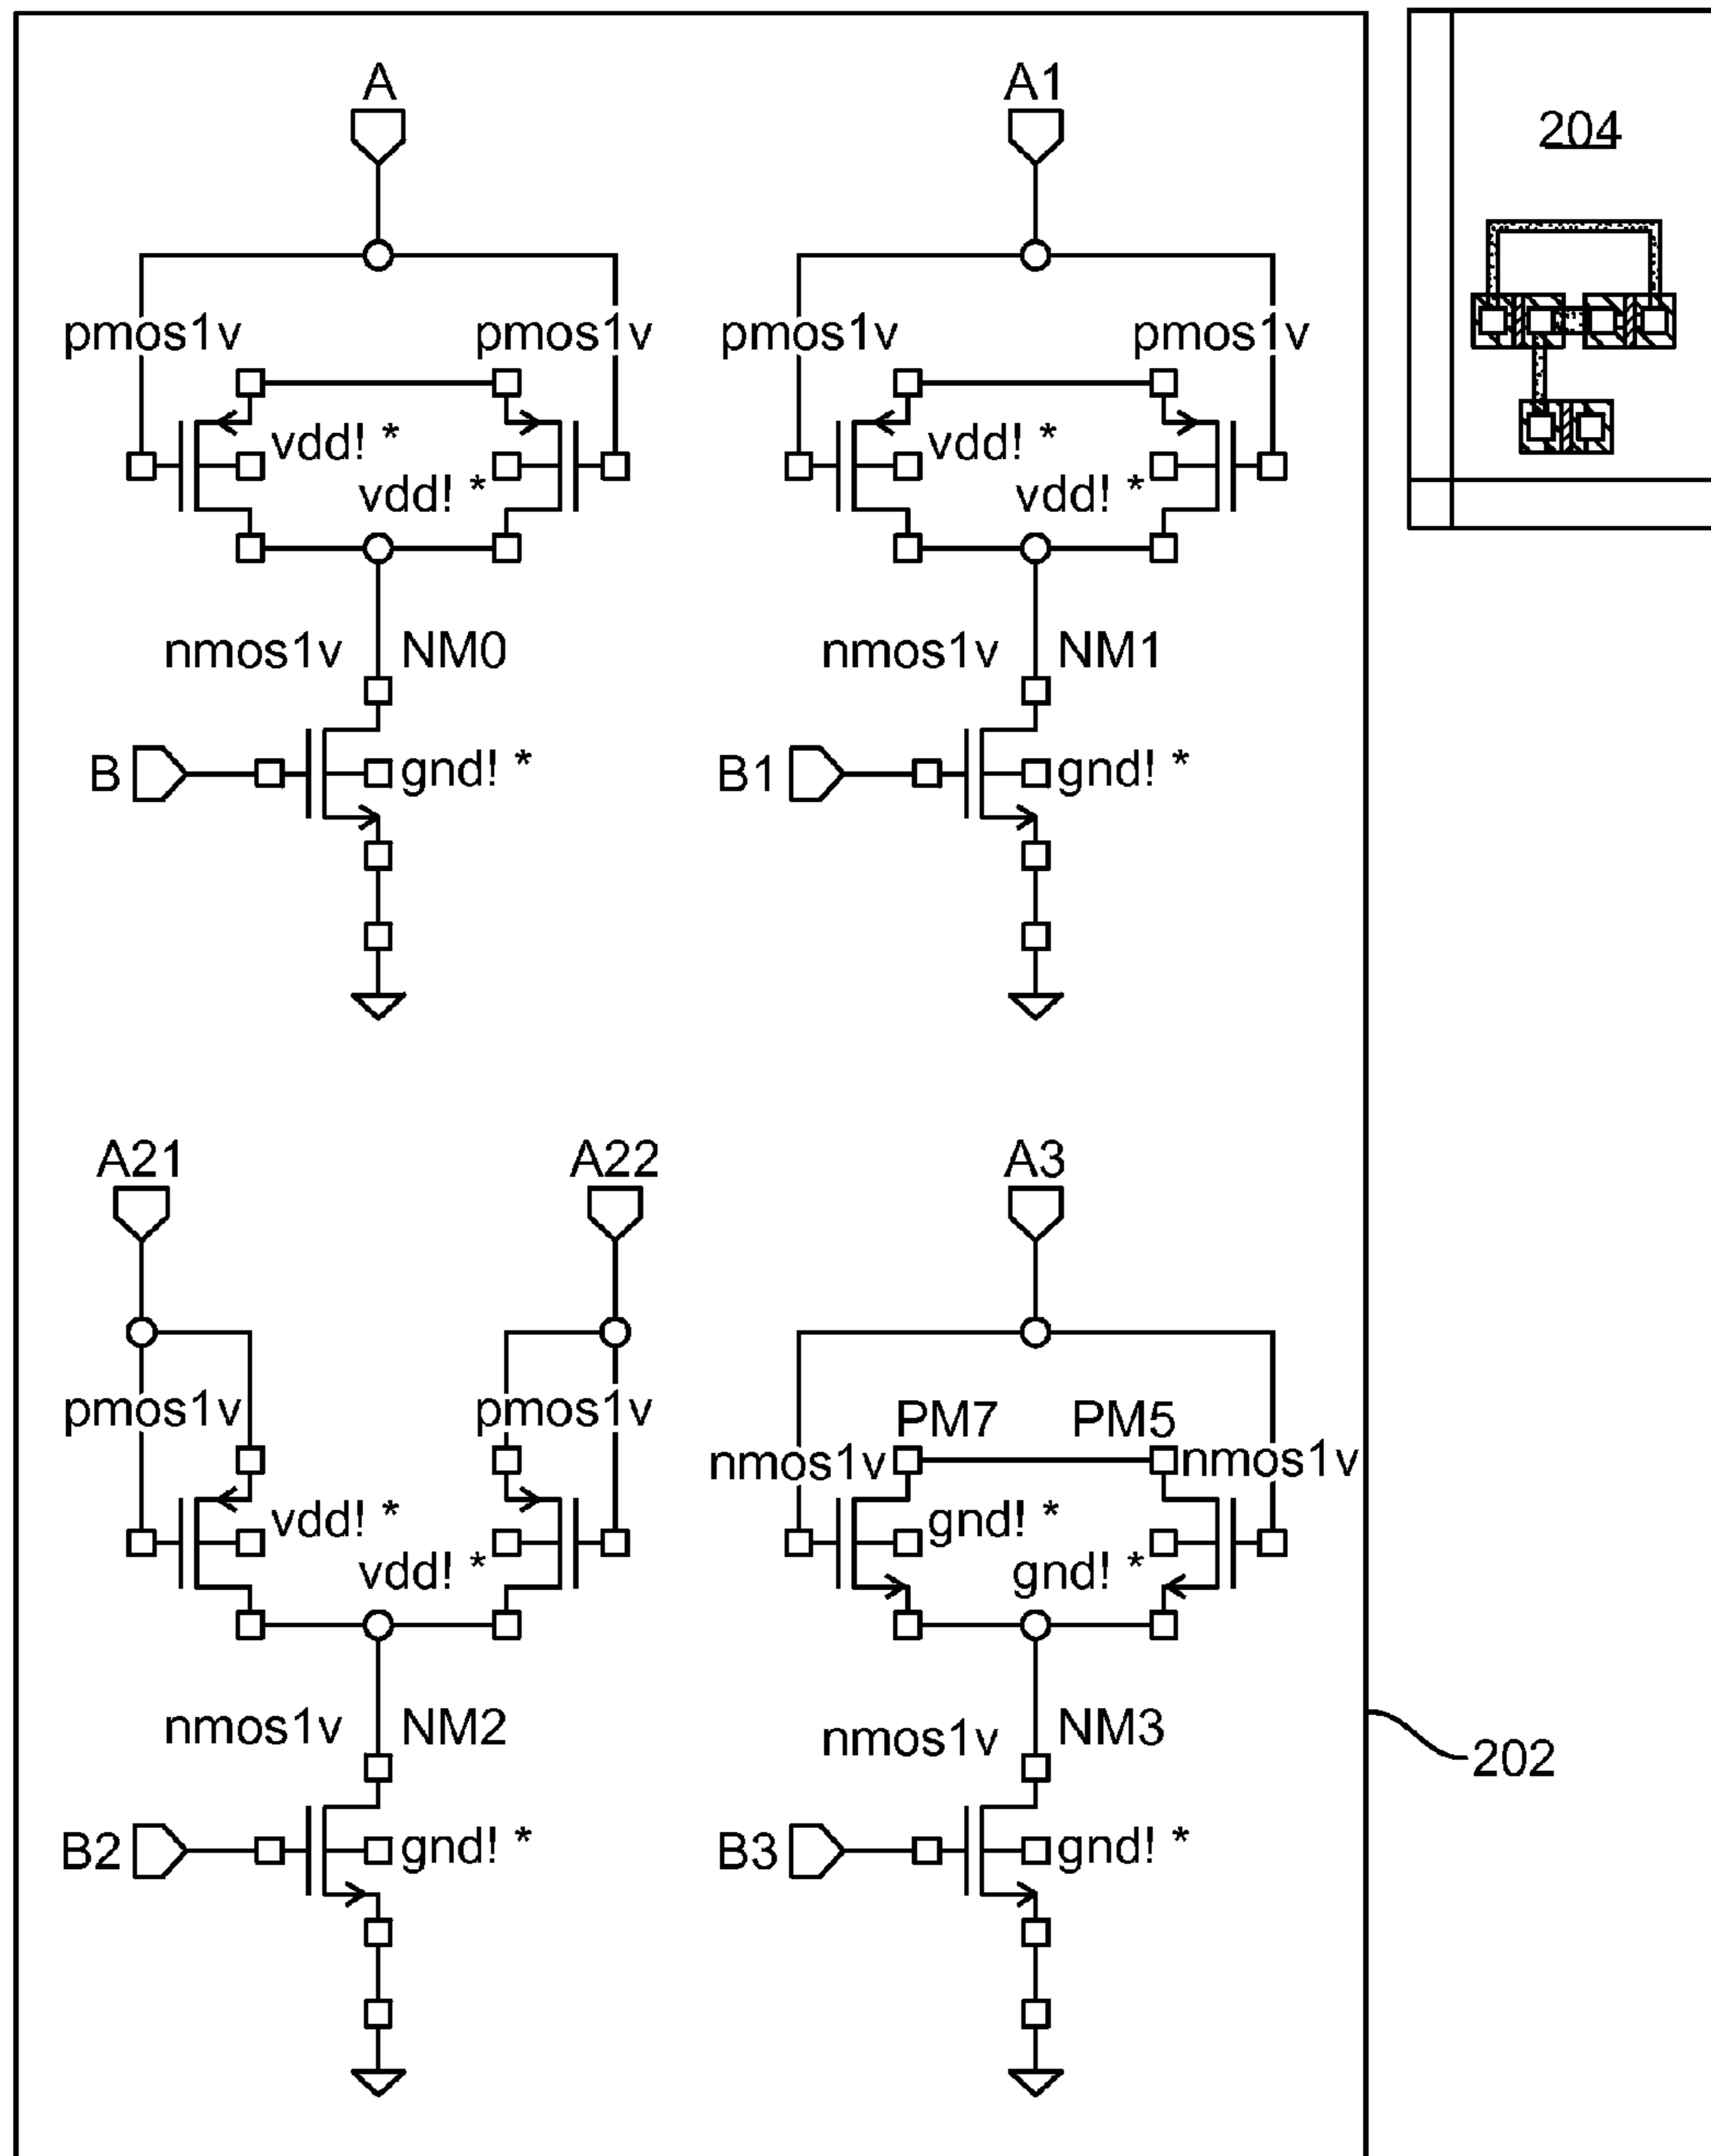 A A1
204
pmos1v pmos1v pmos1v pmos1v
vdd! * vdd! *
vdd! * vdd! *
nmos1v NM0 nmos1v NM1
B gnd! * B1 gnd! *
A21 A22 A3
pmos1v pmos1v PM7 PM5
nmos1v nmos1v
vdd! * gnd! *
vdd! * gnd! *
nmos1v NM2 nmos1v NM3
202
B2 gnd! * B3 gnd! *